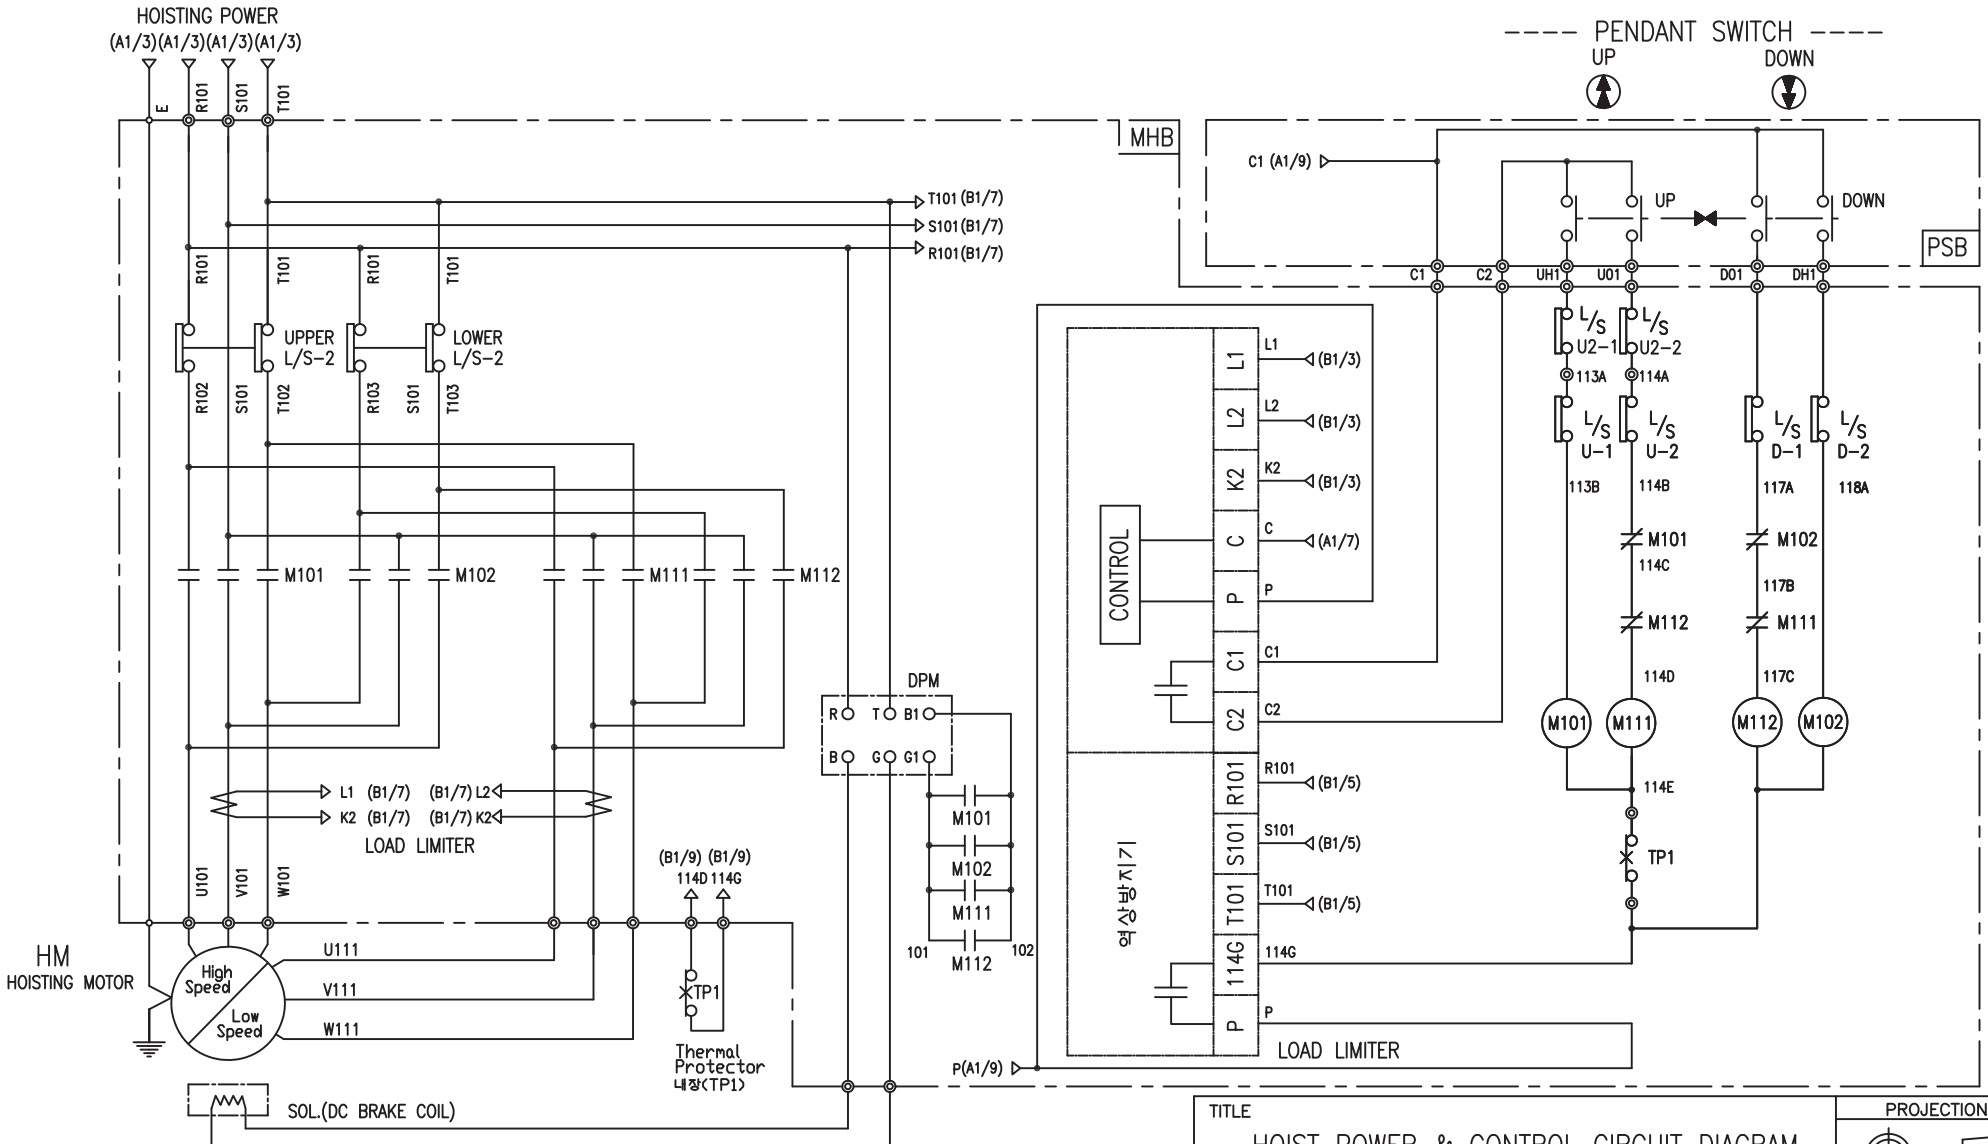 HOISTING POWER
(A1/3)(A1/3)(A1/3)(A1/3)
E
R101
S101
T101
MHB
T101 (B1/7)
S101(B1/7)
R101(B1/7)
R101
T101
R101
T101
UPPER
L/S-2
LOWER
L/S-2
R102
S101
T102
R103
S101
T103
M101
M102
M111
M112
L1 (B1/7)
(B1/7) L2
K2 (B1/7)
(B1/7) K2
LOAD LIMITER
U101
V101
W101
HM
HOISTING MOTOR
High
Speed
Low
Speed
U111
V111
W111
(B1/9) (B1/9)
114D 114G
TP1
Thermal
Protector
내장(TP1)
SOL.(DC BRAKE COIL)
DPM
R T B1
B G G1
M101
M102
M111
M112
101
102
---- PENDANT SWITCH ----
UP
DOWN
C1 (A1/9)
UP
DOWN
PSB
C1 C2 UH1 U01 D01 DH1
L/S
U2-1
L/S
U2-2
113A
114A
L/S
U-1
L/S
U-2
L/S
D-1
L/S
D-2
113B
114B
117A
118A
M101
M102
114C
117B
M112
M111
114D
117C
M101
M111
M112
M102
114E
TP1
CONTROL
L1 L1 (B1/3)
L2 L2 (B1/3)
K2 K2 (B1/3)
C C (A1/7)
P P
C1 C1
C2 C2
역상방지기
R101 R101 (B1/5)
S101 S101 (B1/5)
T101 T101 (B1/5)
114G 114G
P P
LOAD LIMITER
P(A1/9)
TITLE
HOIST POWER & CONTROL CIRCUIT DIAGRAM
PROJECTION